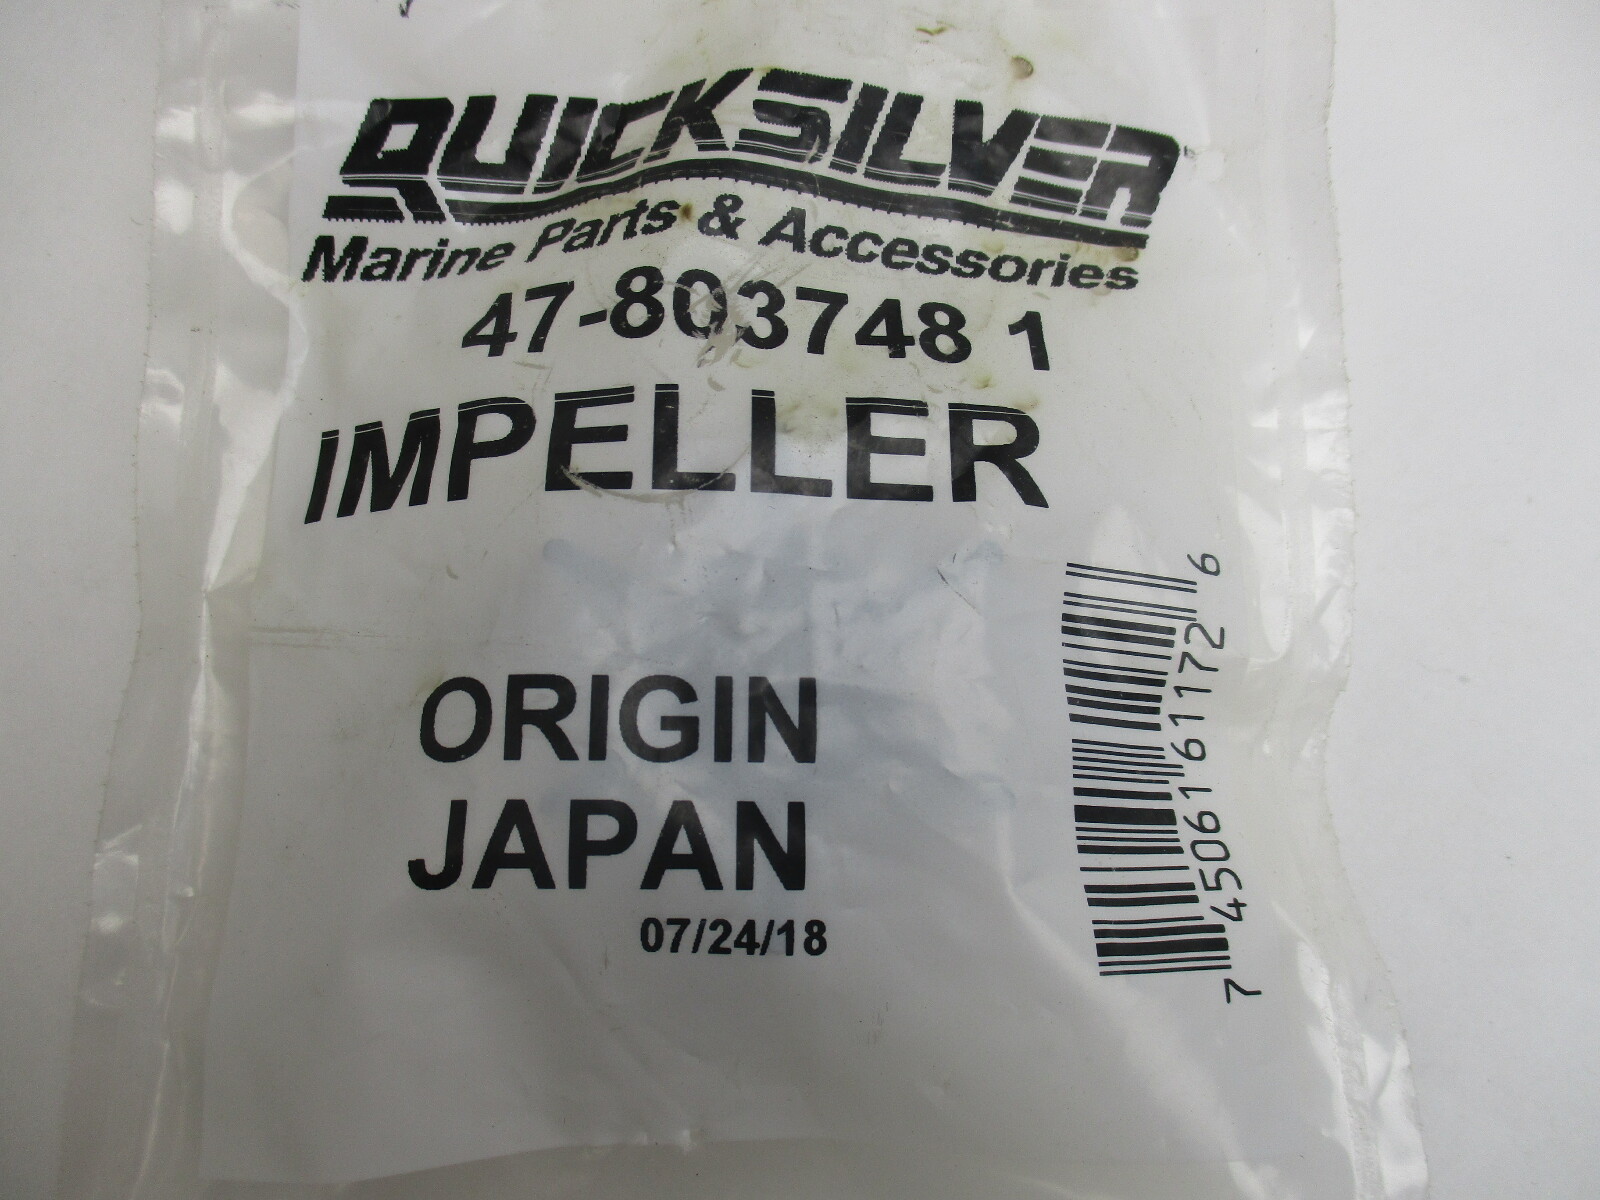 QUICKSILVER
Marine Parts & Accessories
47-803748 1
IMPELLER
ORIGIN
JAPAN
07/24/18
7 45061 61172 6